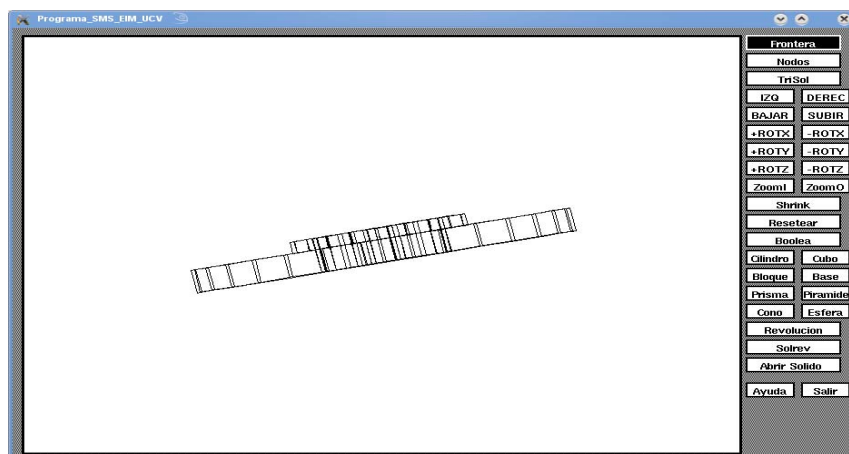 Programa_SMS_EIM_UCV
Frontera
Nodos
TriSol
IZQ DEREC
BAJAR SUBIR
+ROTX -ROTX
+ROTY -ROTY
+ROTZ -ROTZ
ZoomI ZoomO
Shrink
Resetear
Boolea
Cilindro Cubo
Bloque Base
Prisma Piramide
Cono Esfera
Revolucion
Solrev
Abrir Solido
Ayuda Salir